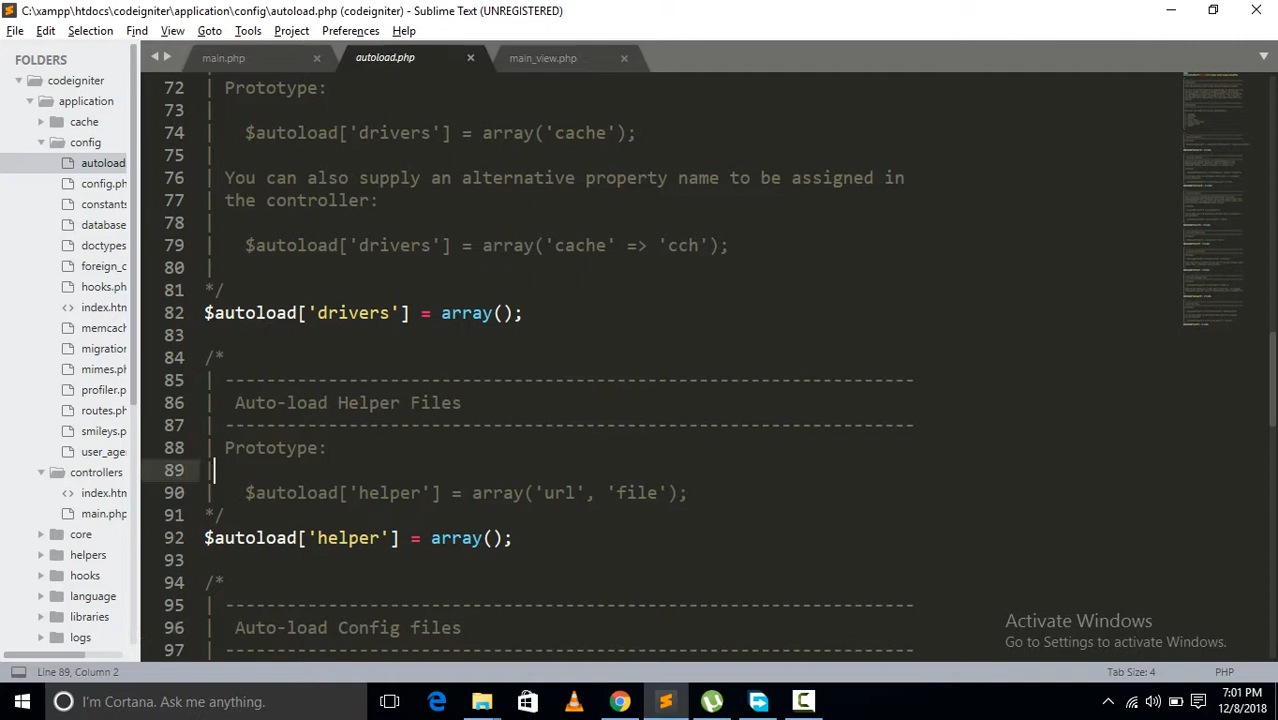 C:\xampp\htdocs\codeigniter\application\config\autoload.php (codeigniter) - Sublime Text (UNREGISTERED)
File Edit Selection Find View Goto Tools Project Preferences Help
FOLDERS
codeigniter
application
cache
config
autoload
config.ph
constants
database
doctypes
foreign_c
hooks.ph
index.htn
memcach
migration
mimes.ph
profiler.p
routes.ph
smileys.p
user_age
controllers
index.htn
main.php
core
helpers
hooks
language
libraries
logs
main.php autoload.php main_view.php
72 | Prototype:
73 |
74 | $autoload['drivers'] = array('cache');
75 |
76 | You can also supply an alternative property name to be assigned in
77 | the controller:
78 |
79 | $autoload['drivers'] = array('cache' => 'cch');
80 |
81 */
82 $autoload['drivers'] = array();
83
84 /*
85 | -------------------------------------------------------------------
86 | Auto-load Helper Files
87 | -------------------------------------------------------------------
88 | Prototype:
89 |
90 | $autoload['helper'] = array('url', 'file');
91 */
92 $autoload['helper'] = array();
93
94 /*
95 | -------------------------------------------------------------------
96 | Auto-load Config files
97 | -------------------------------------------------------------------
Activate Windows
Go to Settings to activate Windows.
Line 89, Column 2 Tab Size: 4 PHP
I'm Cortana. Ask me anything.
7:01 PM
12/8/2018